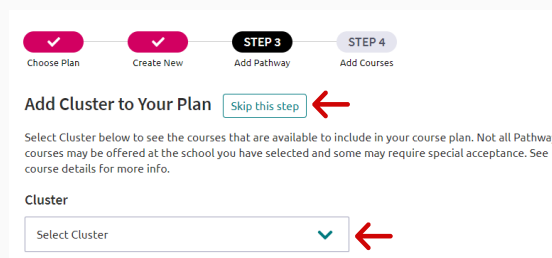 STEP 3
STEP 4
Choose Plan
Create New
Add Pathway
Add Courses
Add Cluster to Your Plan
Skip this step
Select Cluster below to see the courses that are available to include in your course plan. Not all Pathwa
courses may be offered at the school you have selected and some may require special acceptance. See
course details for more info.
Cluster
Select Cluster